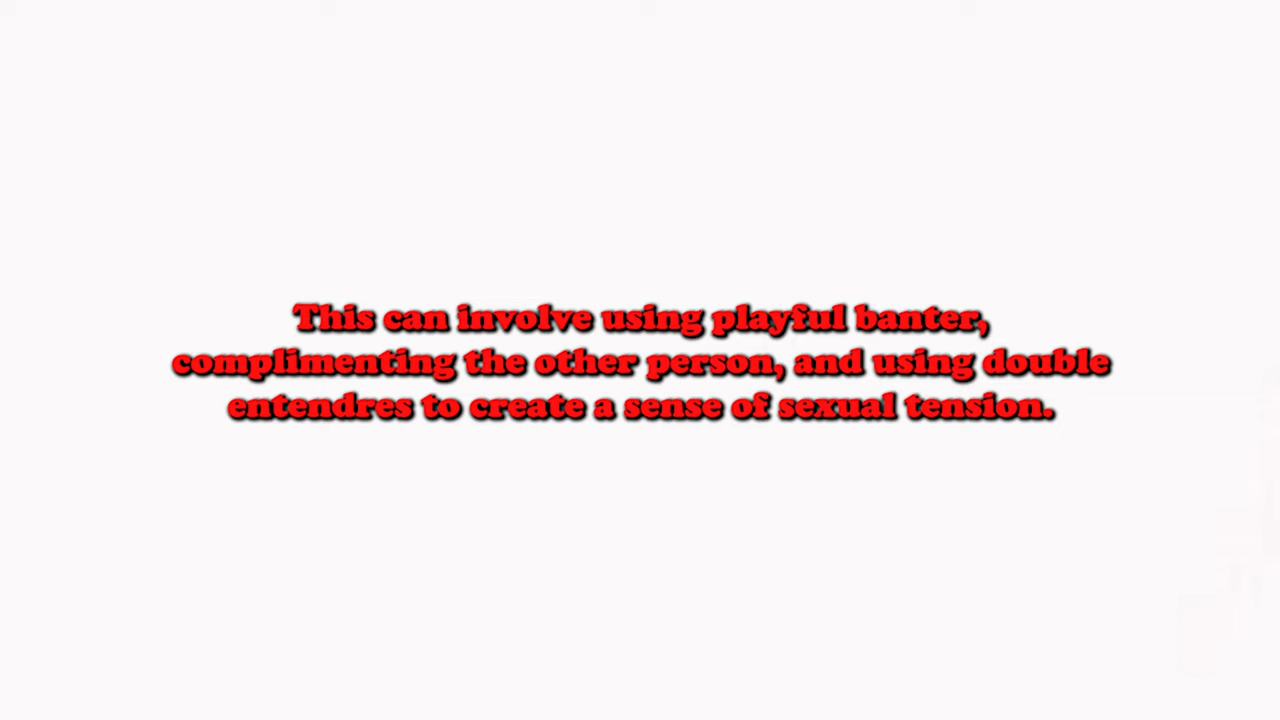 This can involve using playful banter,
complimenting the other person, and using double
entendres to create a sense of sexual tension.